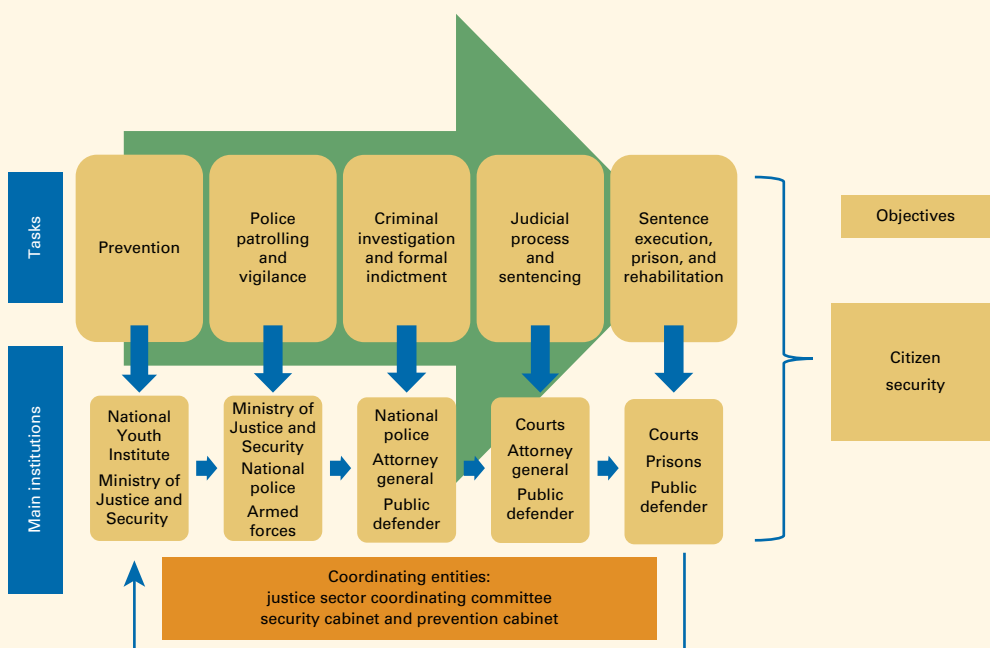 Tasks
Prevention
Police
patrolling
and
vigilance
Criminal
investigation
and formal
indictment
Judicial
process
and
sentencing
Sentence
execution,
prison, and
rehabilitation
Objectives
Main institutions
National
Youth
Institute
Ministry of
Justice and
Security
Ministry of
Justice and
Security
National
police
Armed
forces
National
police
Attorney
general
Public
defender
Courts
Attorney
general
Public
defender
Courts
Prisons
Public
defender
Citizen
security
Coordinating entities:
justice sector coordinating committee
security cabinet and prevention cabinet